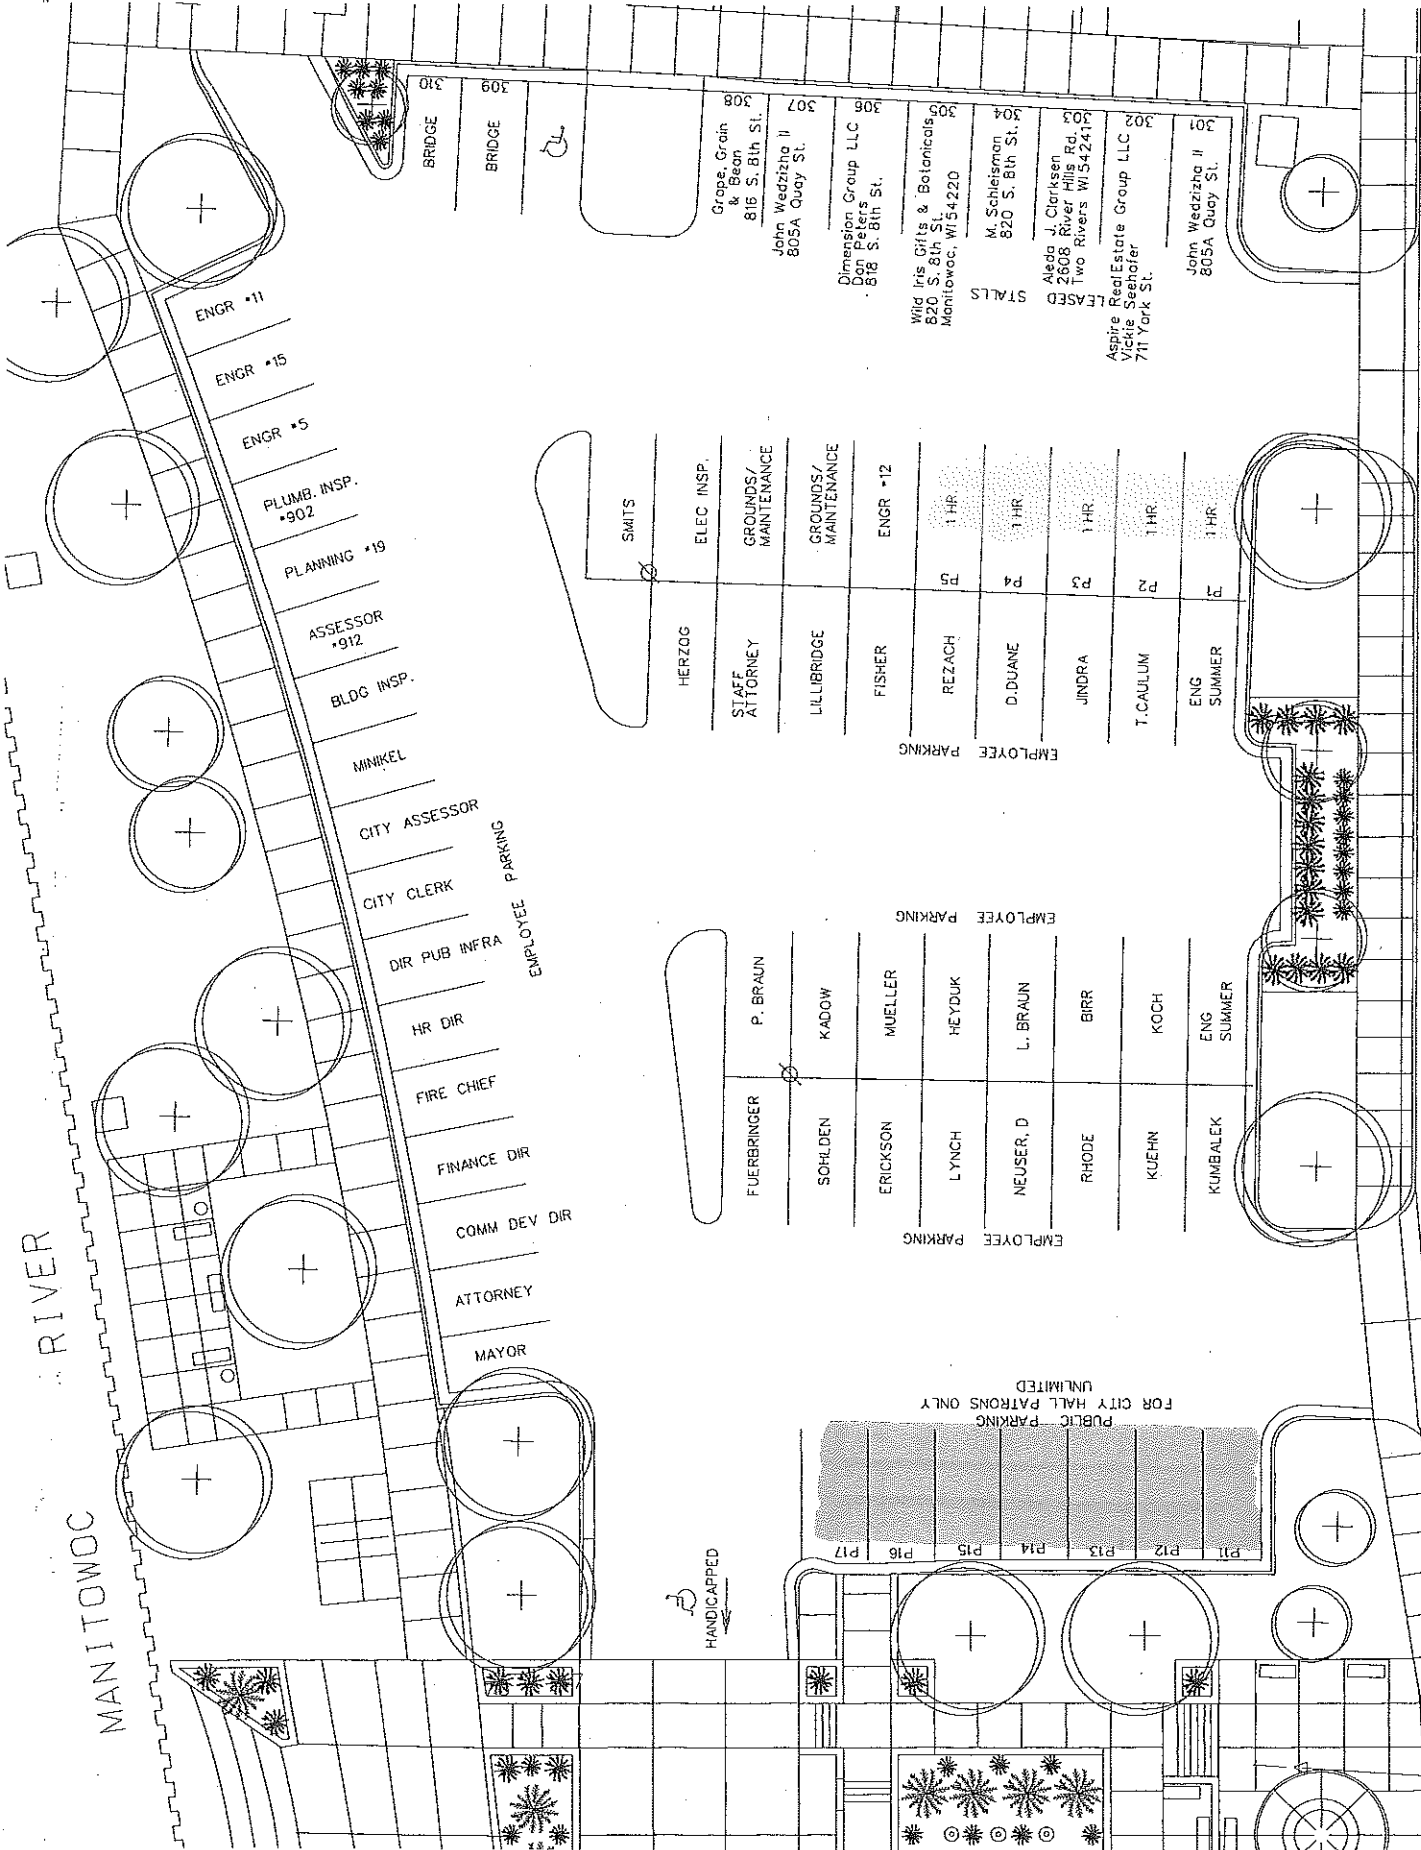 310
BRIDGE
309
BRIDGE
308
Grape, Grain
& Bean
816 S. 8th St.
307
John Wedzizha II
805A Quay St.
306
Dimension Group LLC
Dan Peters
818 S. 8th St.
305
Wild Iris Gifts & Botanicals
820 S. 8th St.
Manitowoc, WI 54220
304
M. Schleisman
820 S. 8th St.
303
Aleda J. Clarksen
2608 River Hills Rd.
Two Rivers WI 54241
302
Aspire Real Estate Group LLC
Vickie Seehafer
711 York St.
301
John Wedzizha II
805A Quay St.
LEASED STALLS
ENGR *11
ENGR *15
ENGR *5
PLUMB. INSP.
*902
PLANNING *19
ASSESSOR
*912
BLDG INSP.
MINIKEL
CITY ASSESSOR
CITY CLERK
DIR PUB INFRA
HR DIR
FIRE CHIEF
FINANCE DIR
COMM DEV DIR
ATTORNEY
MAYOR
EMPLOYEE PARKING
SMITS
ELEC INSP.
GROUNDS/
MAINTENANCE
GROUNDS/
MAINTENANCE
ENGR *12
1 HR
1 HR
1 HR
1 HR
1 HR
P5
P4
P3
P2
P1
HERZOG
STAFF
ATTORNEY
LILLIBRIDGE
FISHER
REZACH
D.DUANE
JINDRA
T.CAULUM
ENG
SUMMER
EMPLOYEE PARKING
EMPLOYEE PARKING
P. BRAUN
KADOW
MUELLER
HEYDUK
L. BRAUN
BIRR
KOCH
ENG
SUMMER
FUERBRINGER
SOHLDEN
ERICKSON
LYNCH
NEUSER, D
RHODE
KUEHN
KUMBALEK
EMPLOYEE PARKING
PUBLIC PARKING
FOR CITY HALL PATRONS ONLY
UNLIMITED
P17
P16
P15
P14
P13
P12
P11
HANDICAPPED
MANITOWOC RIVER